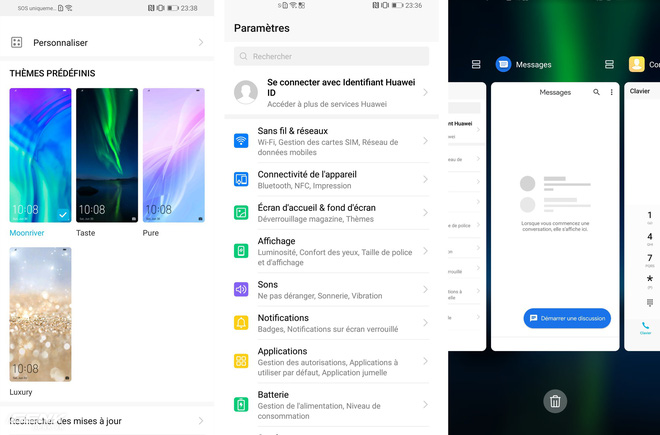 SOS uniqueme...
23:38
Personnaliser
THÈMES PRÉDÉFINIS
10:08
10:08
10:08
Moonriver
Taste
Pure
10:08
Luxury
Rechercher des mises à jour
23:36
Paramètres
Rechercher
Se connecter avec Identifiant Huawei
ID
Accéder à plus de services Huawei
Sans fil & réseaux
Wi-Fi, Gestion des cartes SIM, Réseau de
données mobiles
Connectivité de l'appareil
Bluetooth, NFC, Impression
Écran d'accueil & fond d'écran
Déverrouillage magazine, Thèmes
Affichage
Luminosité, Confort des yeux, Taille de police
et d'affichage
Sons
Ne pas déranger, Sonnerie, Vibration
Notifications
Badges, Notifications sur écran verrouillé
Applications
Gestion des autorisations, Applications à
utiliser par défaut, Application jumelle
Batterie
Gestion de l'alimentation, Niveau de
consommation
Messages
Con
nt Huawei
Messages
Lorsque vous commencez une
conversation, elle s'affiche ici.
Démarrer une discussion
Clavier
1
4
7
*
Clavier